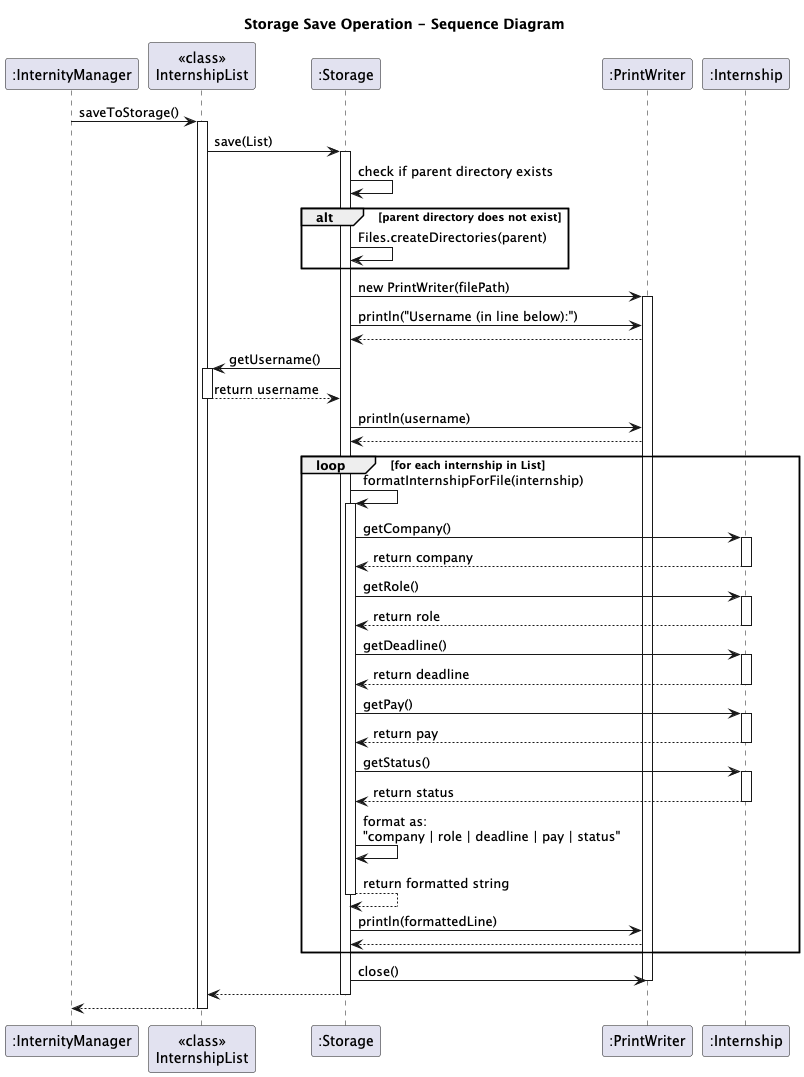 Storage Save Operation – Sequence Diagram
:InternityManager
«class»
InternshipList
:Storage
:PrintWriter
:Internship
saveToStorage()
save(List)
check if parent directory exists
alt
[parent directory does not exist]
Files.createDirectories(parent)
new PrintWriter(filePath)
println("Username (in line below):")
getUsername()
return username
println(username)
loop
[for each internship in List]
formatInternshipForFile(internship)
getCompany()
return company
getRole()
return role
getDeadline()
return deadline
getPay()
return pay
getStatus()
return status
format as:
"company | role | deadline | pay | status"
return formatted string
println(formattedLine)
close()
:InternityManager
«class»
InternshipList
:Storage
:PrintWriter
:Internship